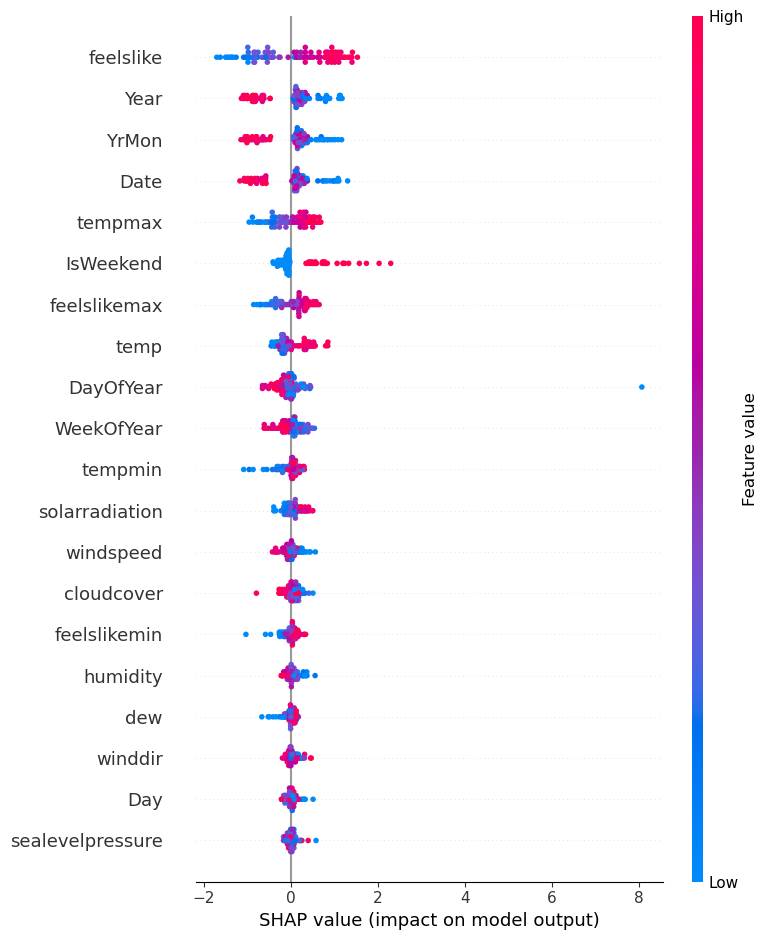 High
feelslike
Year
YrMon
Date
tempmax
IsWeekend
feelslikemax
temp
DayOfYear
WeekOfYear
tempmin
solarradiation
windspeed
cloudcover
feelslikemin
humidity
dew
winddir
Day
sealevelpressure
Feature value
Low
−2 0 2 4 6 8
SHAP value (impact on model output)